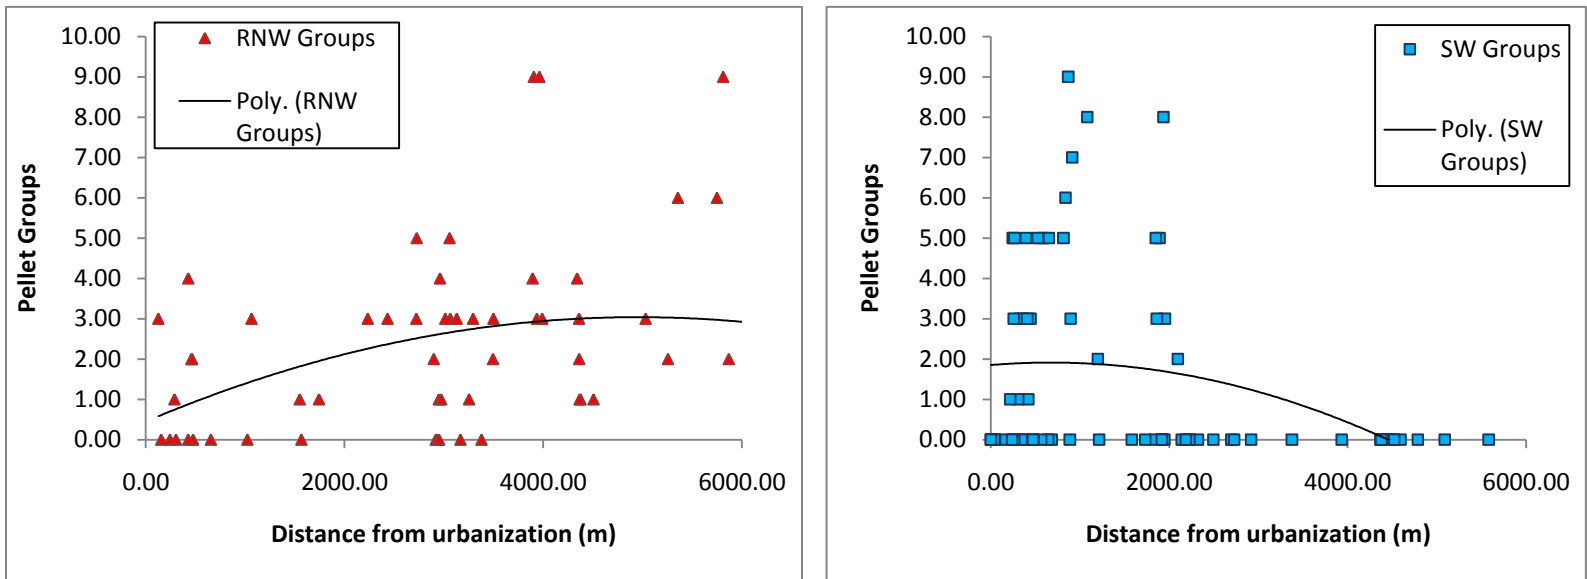 RNW Groups
Poly. (RNW
Groups)
10.00
9.00
8.00
7.00
6.00
5.00
4.00
3.00
2.00
1.00
0.00
Pellet Groups
0.00 2000.00 4000.00 6000.00
Distance from urbanization (m)
SW Groups
Poly. (SW
Groups)
10.00
9.00
8.00
7.00
6.00
5.00
4.00
3.00
2.00
1.00
0.00
Pellet Groups
0.00 2000.00 4000.00 6000.00
Distance from urbanization (m)